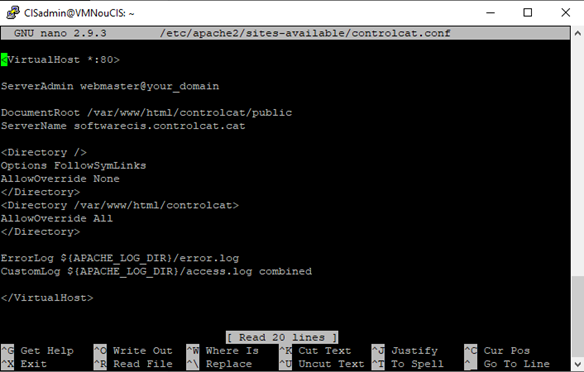 CISadmin@VMNouCIS: ~
GNU nano 2.9.3 /etc/apache2/sites-available/controlcat.conf
<VirtualHost *:80>
ServerAdmin webmaster@your_domain
DocumentRoot /var/www/html/controlcat/public
ServerName softwarecis.controlcat.cat
<Directory />
Options FollowSymLinks
AllowOverride None
</Directory>
<Directory /var/www/html/controlcat>
AllowOverride All
</Directory>
ErrorLog ${APACHE_LOG_DIR}/error.log
CustomLog ${APACHE_LOG_DIR}/access.log combined
</VirtualHost>
[ Read 20 lines ]
^G Get Help ^O Write Out ^W Where Is ^K Cut Text ^J Justify ^C Cur Pos
^X Exit ^R Read File ^\ Replace ^U Uncut Text ^T To Spell ^_ Go To Line